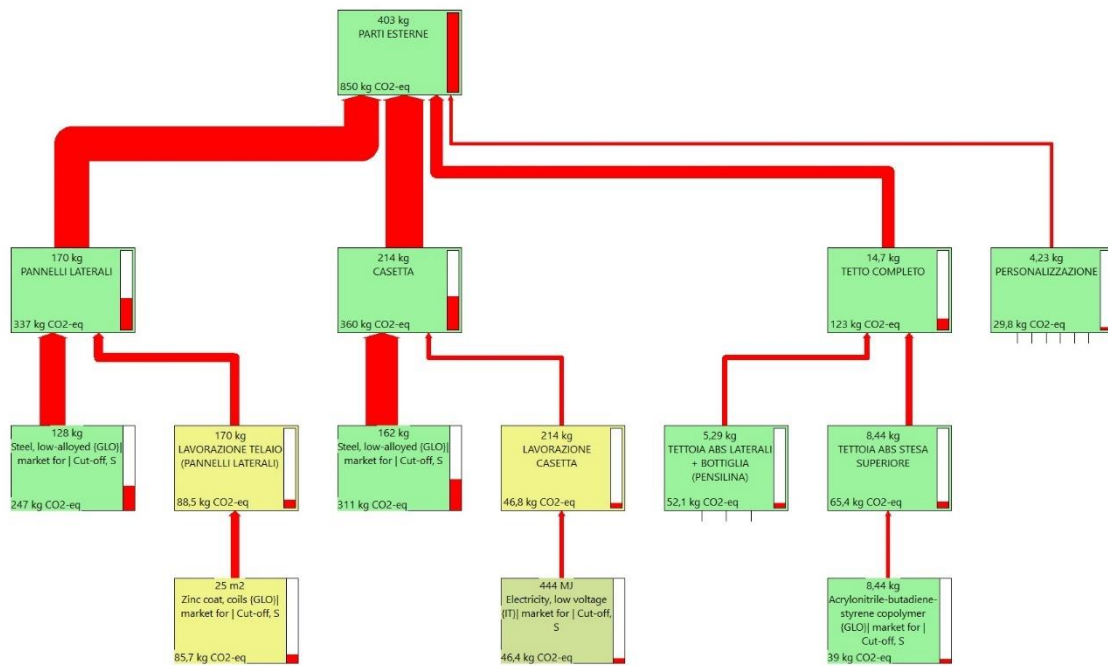 403 kg
PARTI ESTERNE
850 kg CO2-eq
170 kg
PANNELLI LATERALI
337 kg CO2-eq
214 kg
CASETTA
360 kg CO2-eq
14,7 kg
TETTO COMPLETO
123 kg CO2-eq
4,23 kg
PERSONALIZZAZIONE
29,8 kg CO2-eq
128 kg
Steel, low-alloyed {GLO}|
market for | Cut-off, S
247 kg CO2-eq
170 kg
LAVORAZIONE TELAIO
(PANNELLI LATERALI)
88,5 kg CO2-eq
162 kg
Steel, low-alloyed {GLO}|
market for | Cut-off, S
311 kg CO2-eq
214 kg
LAVORAZIONE
CASETTA
46,8 kg CO2-eq
5,29 kg
TETTOIA ABS LATERALI
+ BOTTIGLIA
(PENSILINA)
52,1 kg CO2-eq
8,44 kg
TETTOIA ABS STESA
SUPERIORE
65,4 kg CO2-eq
25 m2
Zinc coat, coils {GLO}|
market for | Cut-off, S
85,7 kg CO2-eq
444 MJ
Electricity, low voltage
{IT}| market for | Cut-off,
S
46,4 kg CO2-eq
8,44 kg
Acrylonitrile-butadiene-
styrene copolymer
{GLO}| market for |
Cut-off, S
39 kg CO2-eq